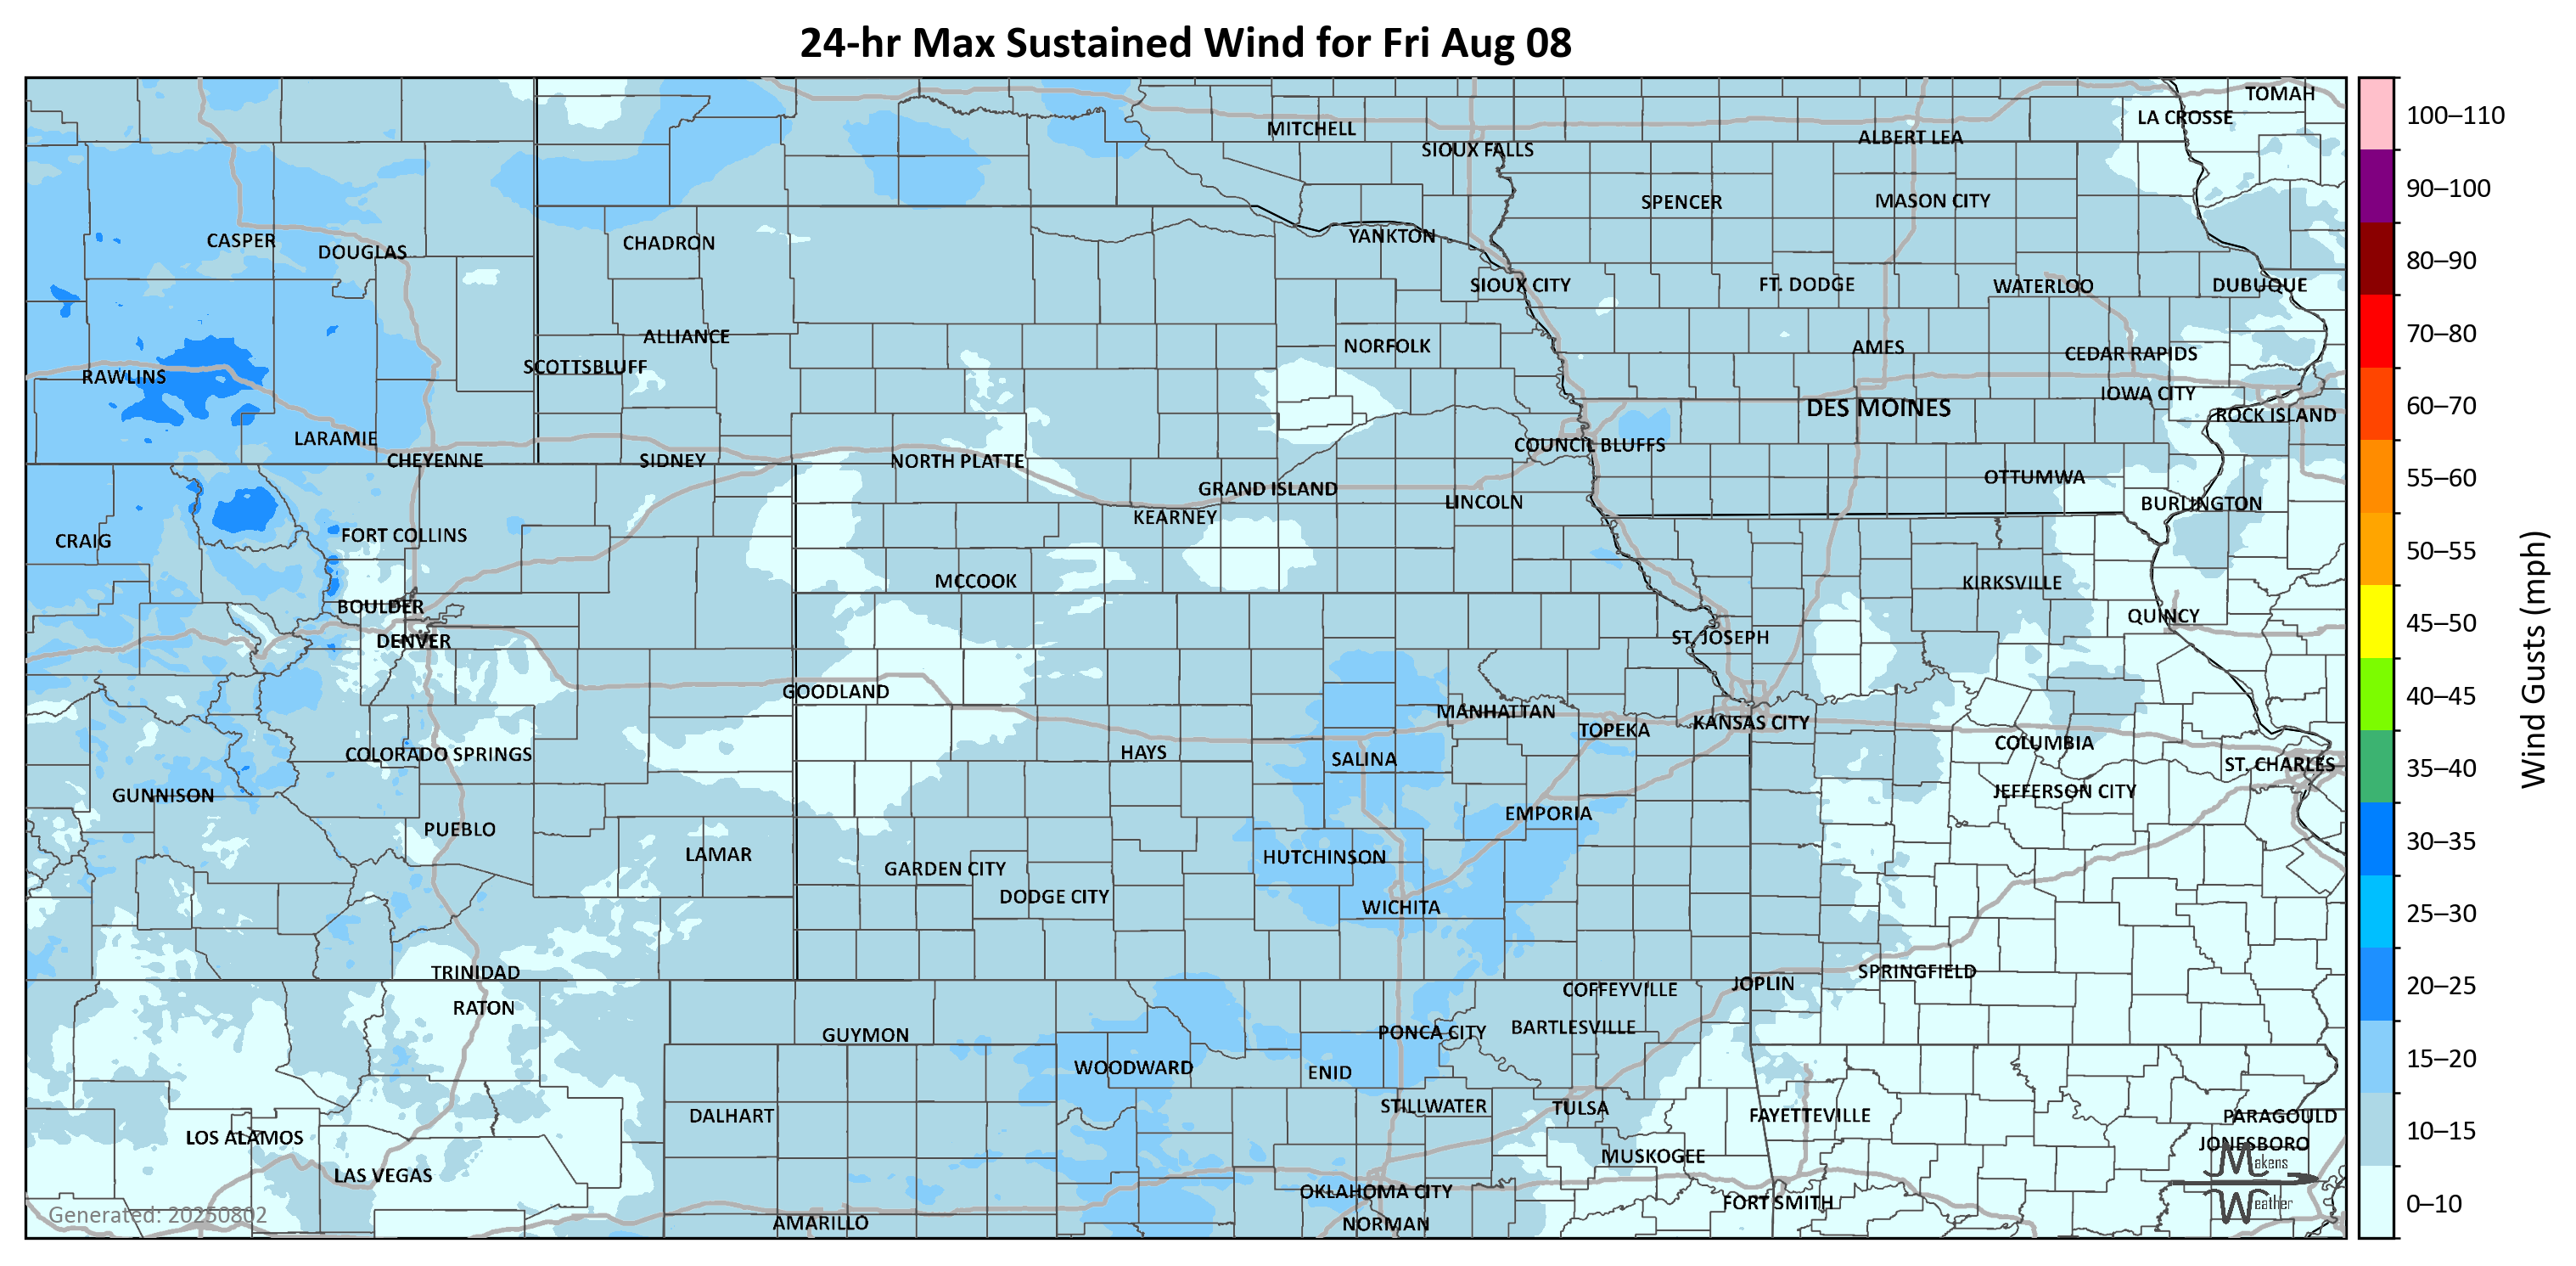 24-hr Max Sustained Wind for Fri Aug 08
TOMAH
LA CROSSE
MITCHELL
ALBERT LEA
SIOUX FALLS
SPENCER
MASON CITY
CASPER
DOUGLAS
CHADRON
YANKTON
SIOUX CITY
FT. DODGE
WATERLOO
DUBUQUE
ALLIANCE
SCOTTSBLUFF
NORFOLK
AMES
CEDAR RAPIDS
RAWLINS
IOWA CITY
DES MOINES
ROCK ISLAND
LARAMIE
COUNCIL BLUFFS
CHEYENNE
SIDNEY
NORTH PLATTE
OTTUMWA
GRAND ISLAND
LINCOLN
BURLINGTON
KEARNEY
CRAIG
FORT COLLINS
MCCOOK
KIRKSVILLE
BOULDER
QUINCY
DENVER
ST. JOSEPH
GOODLAND
MANHATTAN
TOPEKA
KANSAS CITY
COLUMBIA
COLORADO SPRINGS
HAYS
SALINA
ST. CHARLES
GUNNISON
JEFFERSON CITY
EMPORIA
PUEBLO
LAMAR
HUTCHINSON
GARDEN CITY
DODGE CITY
WICHITA
TRINIDAD
SPRINGFIELD
JOPLIN
COFFEYVILLE
RATON
GUYMON
PONCA CITY
BARTLESVILLE
WOODWARD
ENID
STILLWATER
TULSA
DALHART
FAYETTEVILLE
PARAGOULD
LOS ALAMOS
JONESBORO
MUSKOGEE
LAS VEGAS
OKLAHOMA CITY
FORT SMITH
AMARILLO
NORMAN
Generated: 20250802
Makens
Weather
100–110
90–100
80–90
70–80
60–70
55–60
50–55
45–50
40–45
35–40
30–35
25–30
20–25
15–20
10–15
0–10
Wind Gusts (mph)